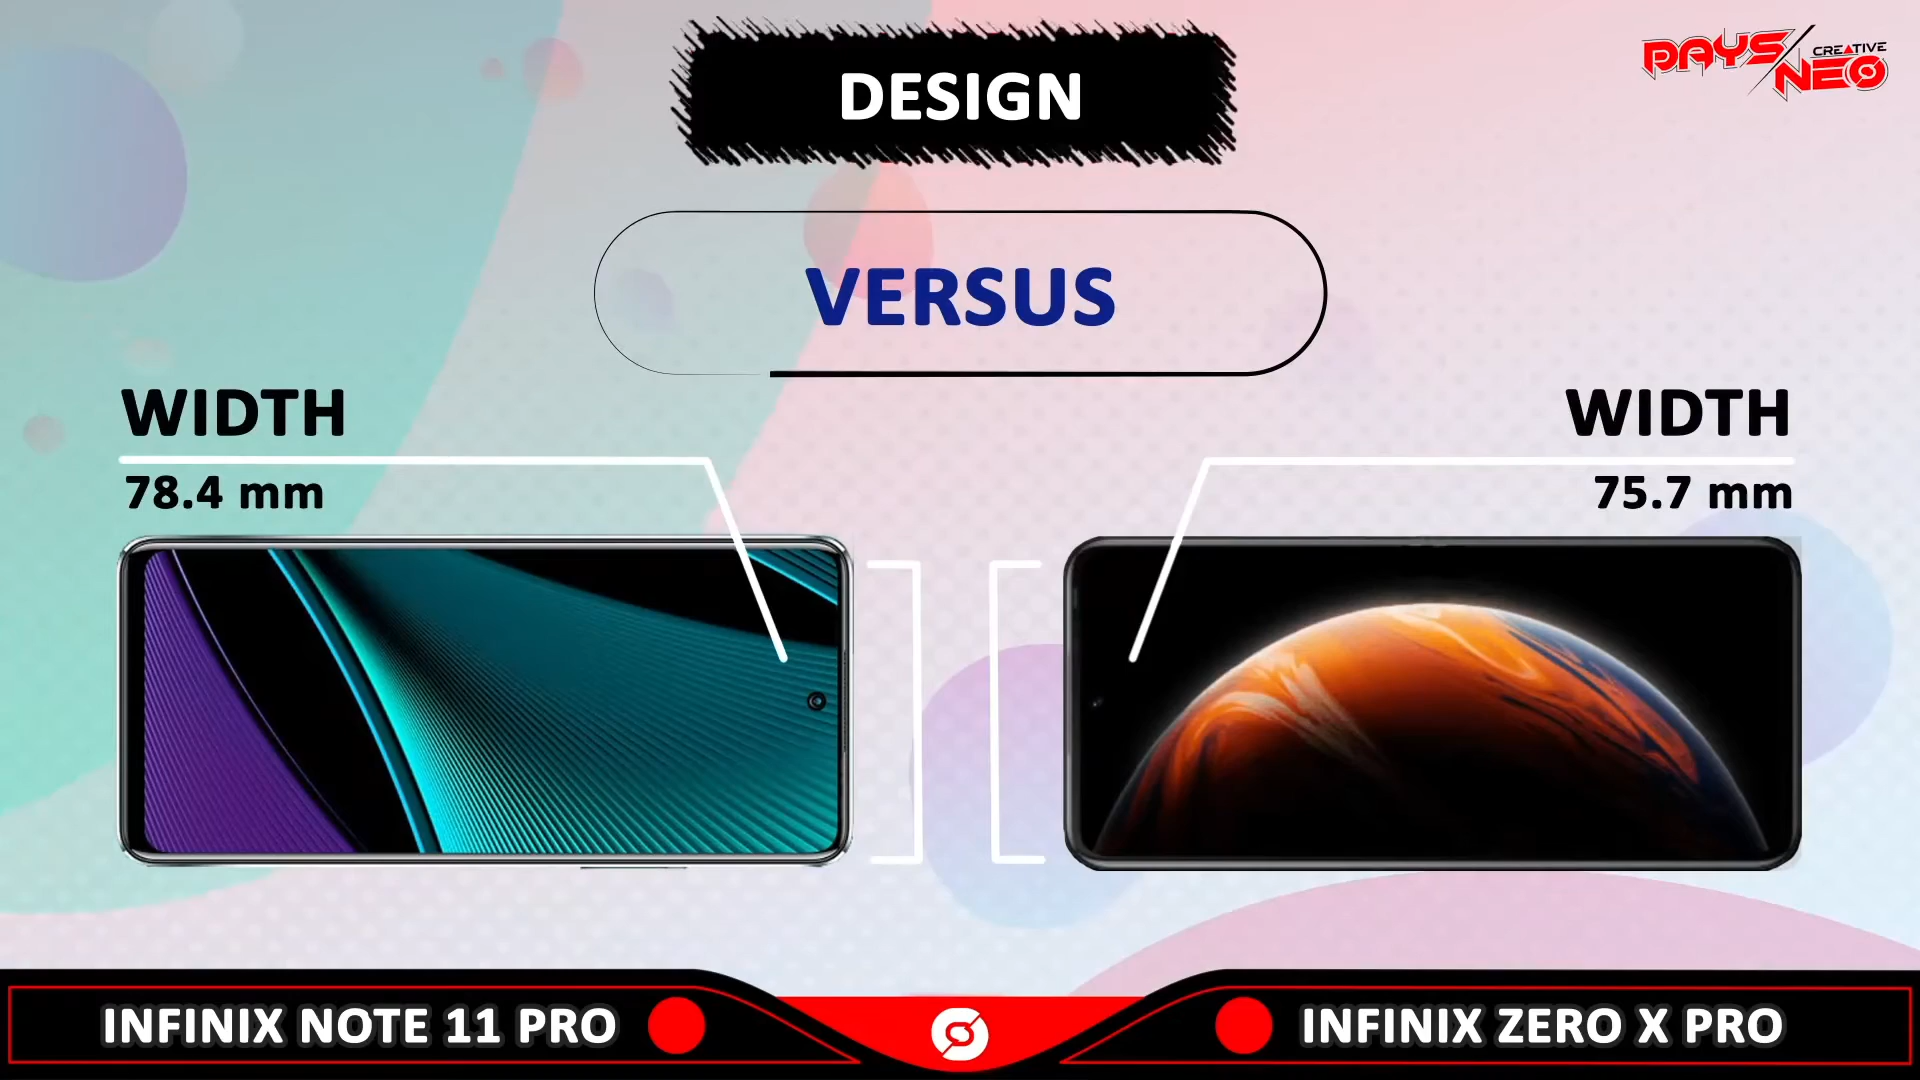 DESIGN
DAYS CREATIVE
NEO
VERSUS
WIDTH
78.4 mm
WIDTH
75.7 mm
INFINIX NOTE 11 PRO
INFINIX ZERO X PRO